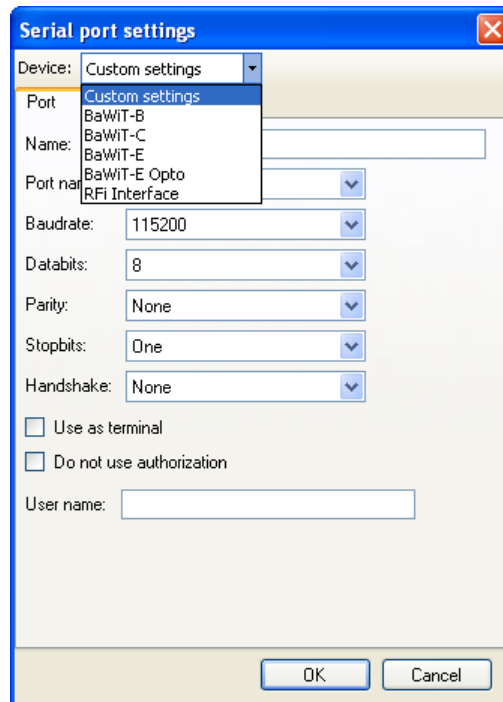 Serial port settings
Device: Custom settings
Custom settings
BaWiT-B
BaWiT-C
BaWiT-E
BaWiT-E Opto
RFi Interface
Port
Name:
Port nar
Baudrate: 115200
Databits: 8
Parity: None
Stopbits: One
Handshake: None
Use as terminal
Do not use authorization
User name:
OK Cancel